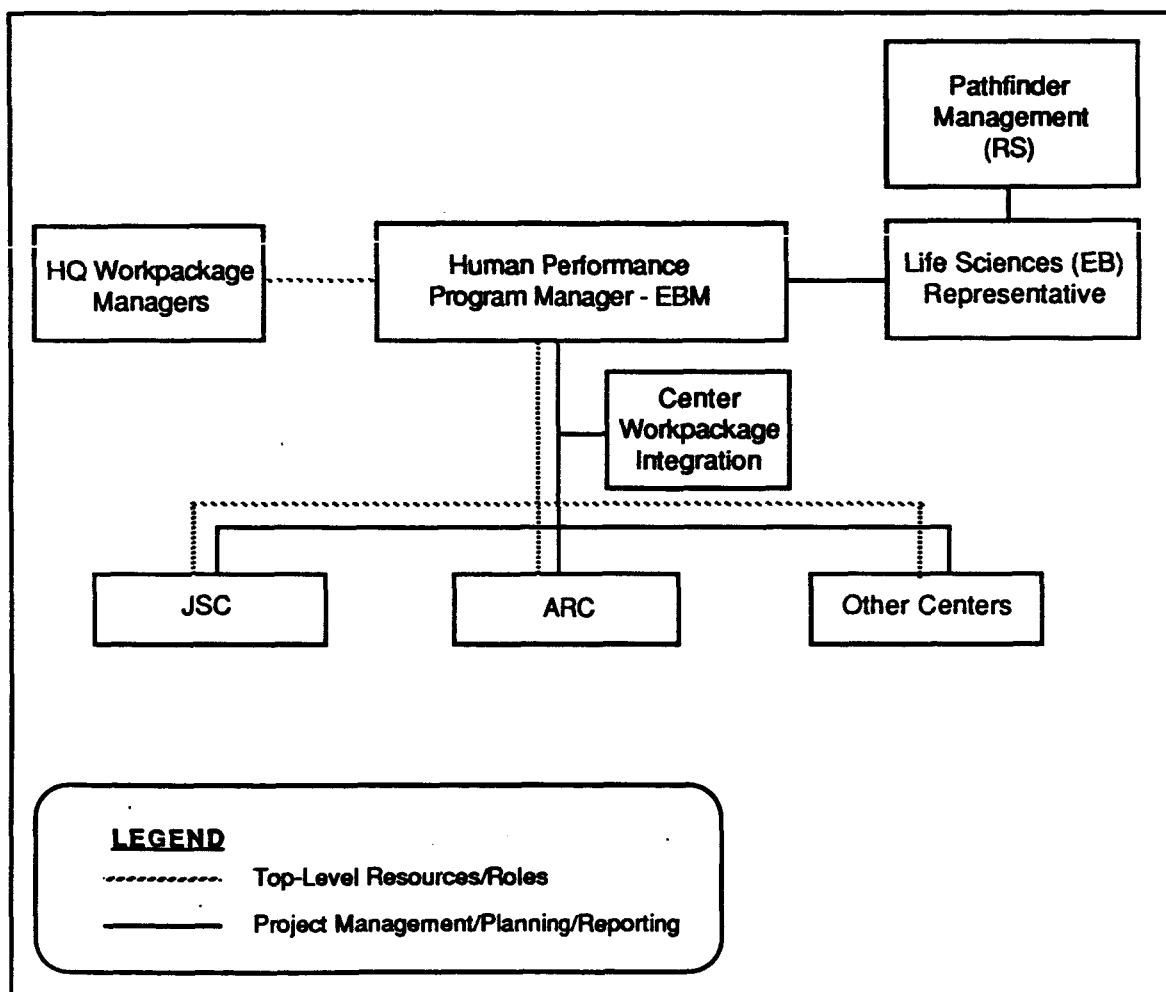 Pathfinder
Management
(RS)
HQ Workpackage
Managers
Human Performance
Program Manager - EBM
Life Sciences (EB)
Representative
Center
Workpackage
Integration
JSC
ARC
Other Centers
LEGEND
Top-Level Resources/Roles
Project Management/Planning/Reporting